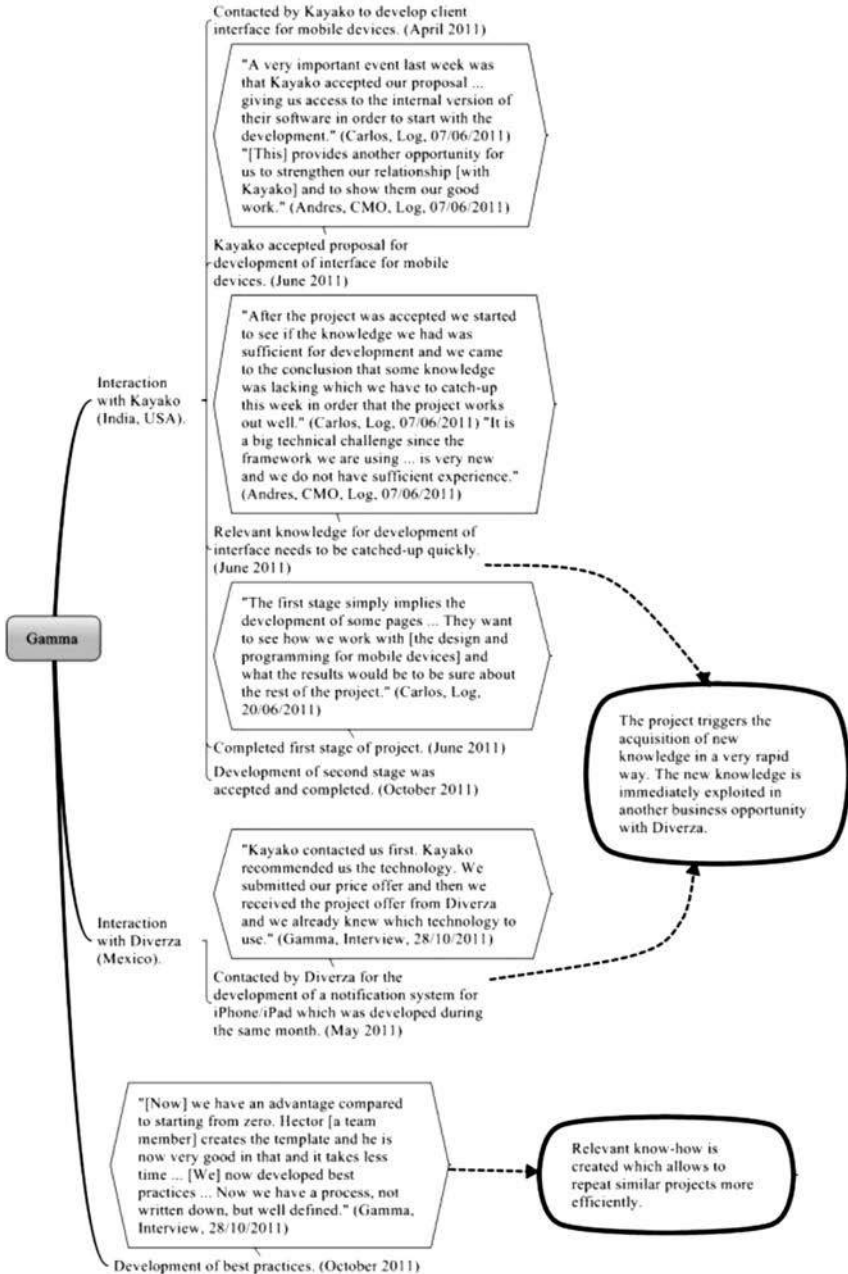 Contacted by Kayako to develop client
interface for mobile devices. (April 2011)
"A very important event last week was
that Kayako accepted our proposal ...
giving us access to the internal version of
their software in order to start with the
development." (Carlos, Log, 07/06/2011)
"[This] provides another opportunity for
us to strengthen our relationship [with
Kayako] and to show them our good
work." (Andres, CMO, Log, 07/06/2011)
Kayako accepted proposal for
development of interface for mobile
devices. (June 2011)
"After the project was accepted we started
to see if the knowledge we had was
sufficient for development and we came
to the conclusion that some knowledge
was lacking which we have to catch-up
this week in order that the project works
out well." (Carlos, Log, 07/06/2011) "It is
a big technical challenge since the
framework we are using ... is very new
and we do not have sufficient experience."
(Andres, CMO, Log, 07/06/2011)
Interaction
with Kayako
(India, USA).
Relevant knowledge for development of
interface needs to be catched-up quickly.
(June 2011)
"The first stage simply implies the
development of some pages ... They want
to see how we work with [the design and
programming for mobile devices] and
what the results would be to be sure about
the rest of the project." (Carlos, Log,
20/06/2011)
Gamma
Completed first stage of project. (June 2011)
Development of second stage was
accepted and completed. (October 2011)
The project triggers the
acquisition of new
knowledge in a very rapid
way. The new knowledge is
immediately exploited in
another business opportunity
with Diverza.
"Kayako contacted us first. Kayako
recommended us the technology. We
submitted our price offer and then we
received the project offer from Diverza
and we already knew which technology to
use." (Gamma, Interview, 28/10/2011)
Interaction
with Diverza
(Mexico).
Contacted by Diverza for the
development of a notification system for
iPhone/iPad which was developed during
the same month. (May 2011)
"[Now] we have an advantage compared
to starting from zero. Hector [a team
member] creates the template and he is
now very good in that and it takes less
time ... [We] now developed best
practices ... Now we have a process, not
written down, but well defined." (Gamma,
Interview, 28/10/2011)
Relevant know-how is
created which allows to
repeat similar projects more
efficiently.
Development of best practices. (October 2011)